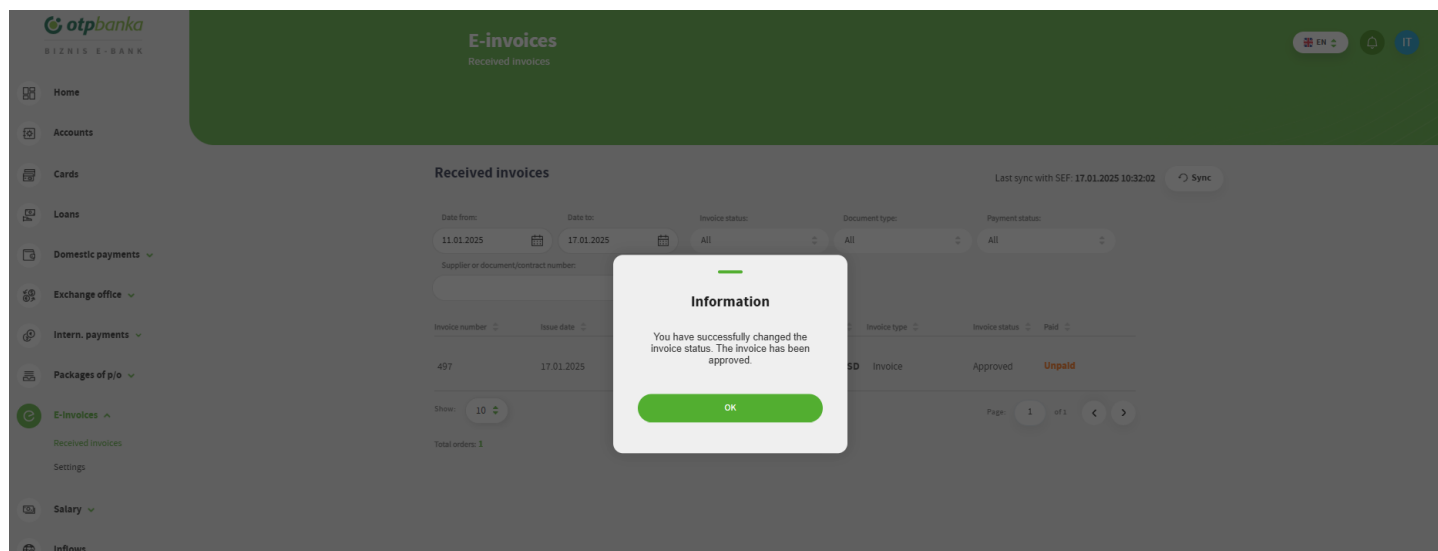 otpbanka
BIZNIS E-BANK
E-invoices
Received invoices
EN
IT
Home
Accounts
Cards
Loans
Domestic payments
Exchange office
Intern. payments
Packages of p/o
E-Invoices
Received invoices
Settings
Salary
Inflows
Received invoices
Last sync with SEF: 17.01.2025 10:32:02
Sync
Date from: Date to: Invoice status: Document type: Payment status:
11.01.2025 17.01.2025 All All All
Supplier or document/contract number:
Invoice number Issue date Invoice type Invoice status Paid
497 17.01.2025 SD Invoice Approved Unpaid
Show: 10
Page: 1 of 1
Total orders: 1
Information
You have successfully changed the
invoice status. The invoice has been
approved.
OK